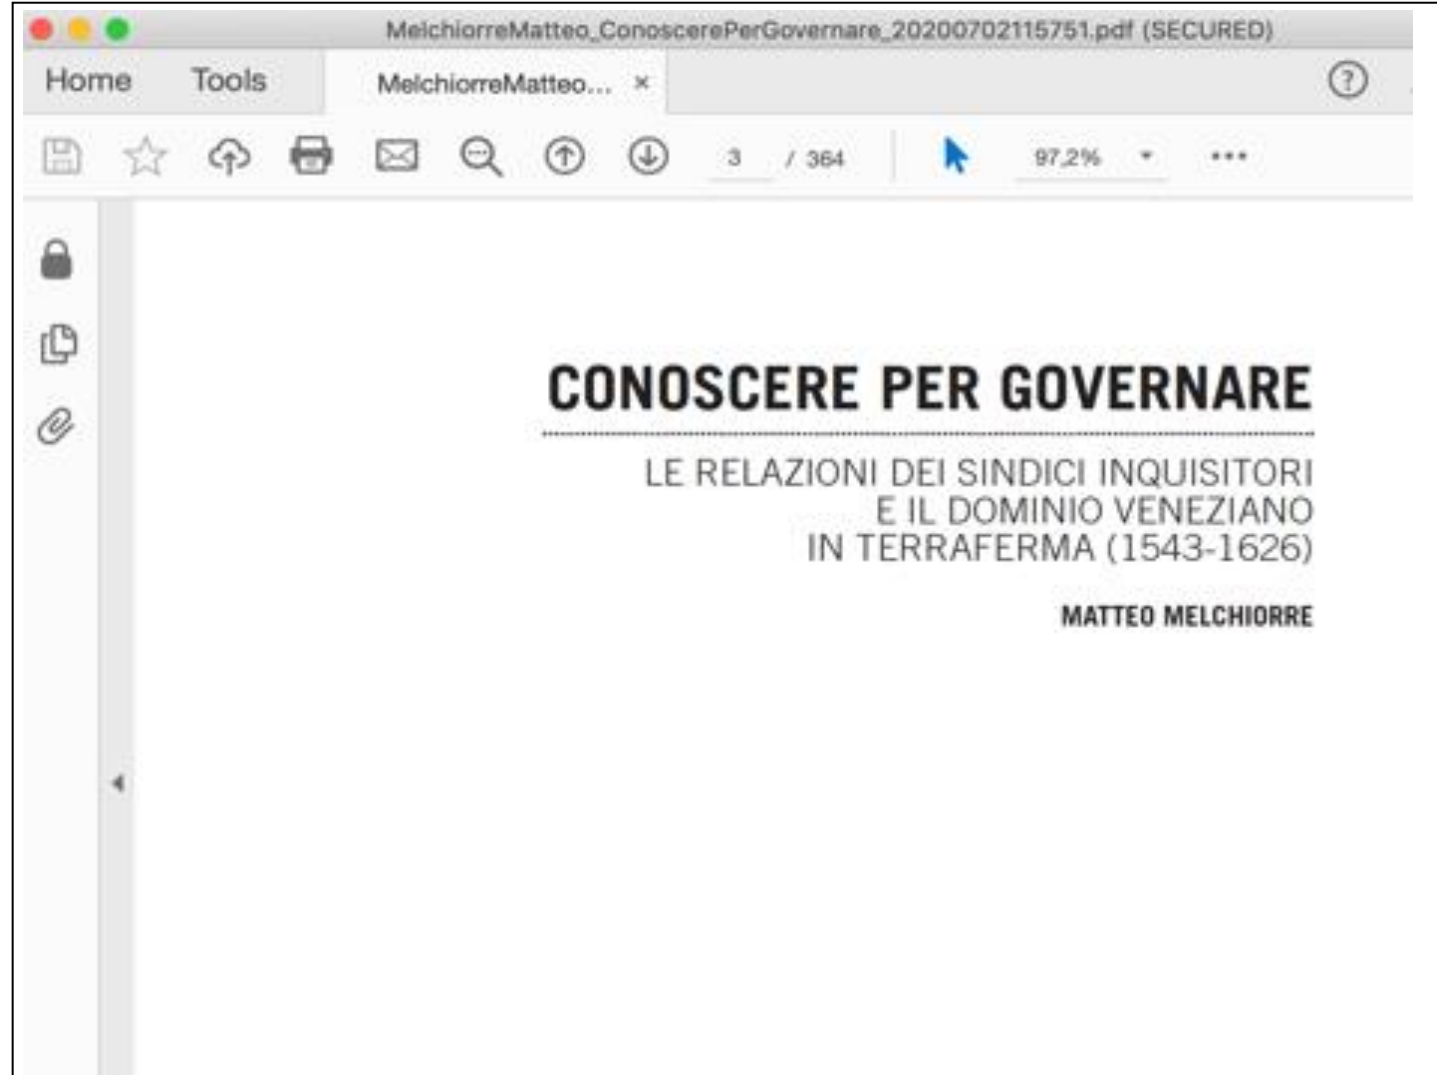 MelchiorreMatteo_ConoscerePerGovernare_20200702115751.pdf (SECURED)
Home Tools MelchiorreMatteo... ×
3 / 364 97,2%
CONOSCERE PER GOVERNARE
LE RELAZIONI DEI SINDICI INQUISITORI
E IL DOMINIO VENEZIANO
IN TERRAFERMA (1543-1626)
MATTEO MELCHIORRE